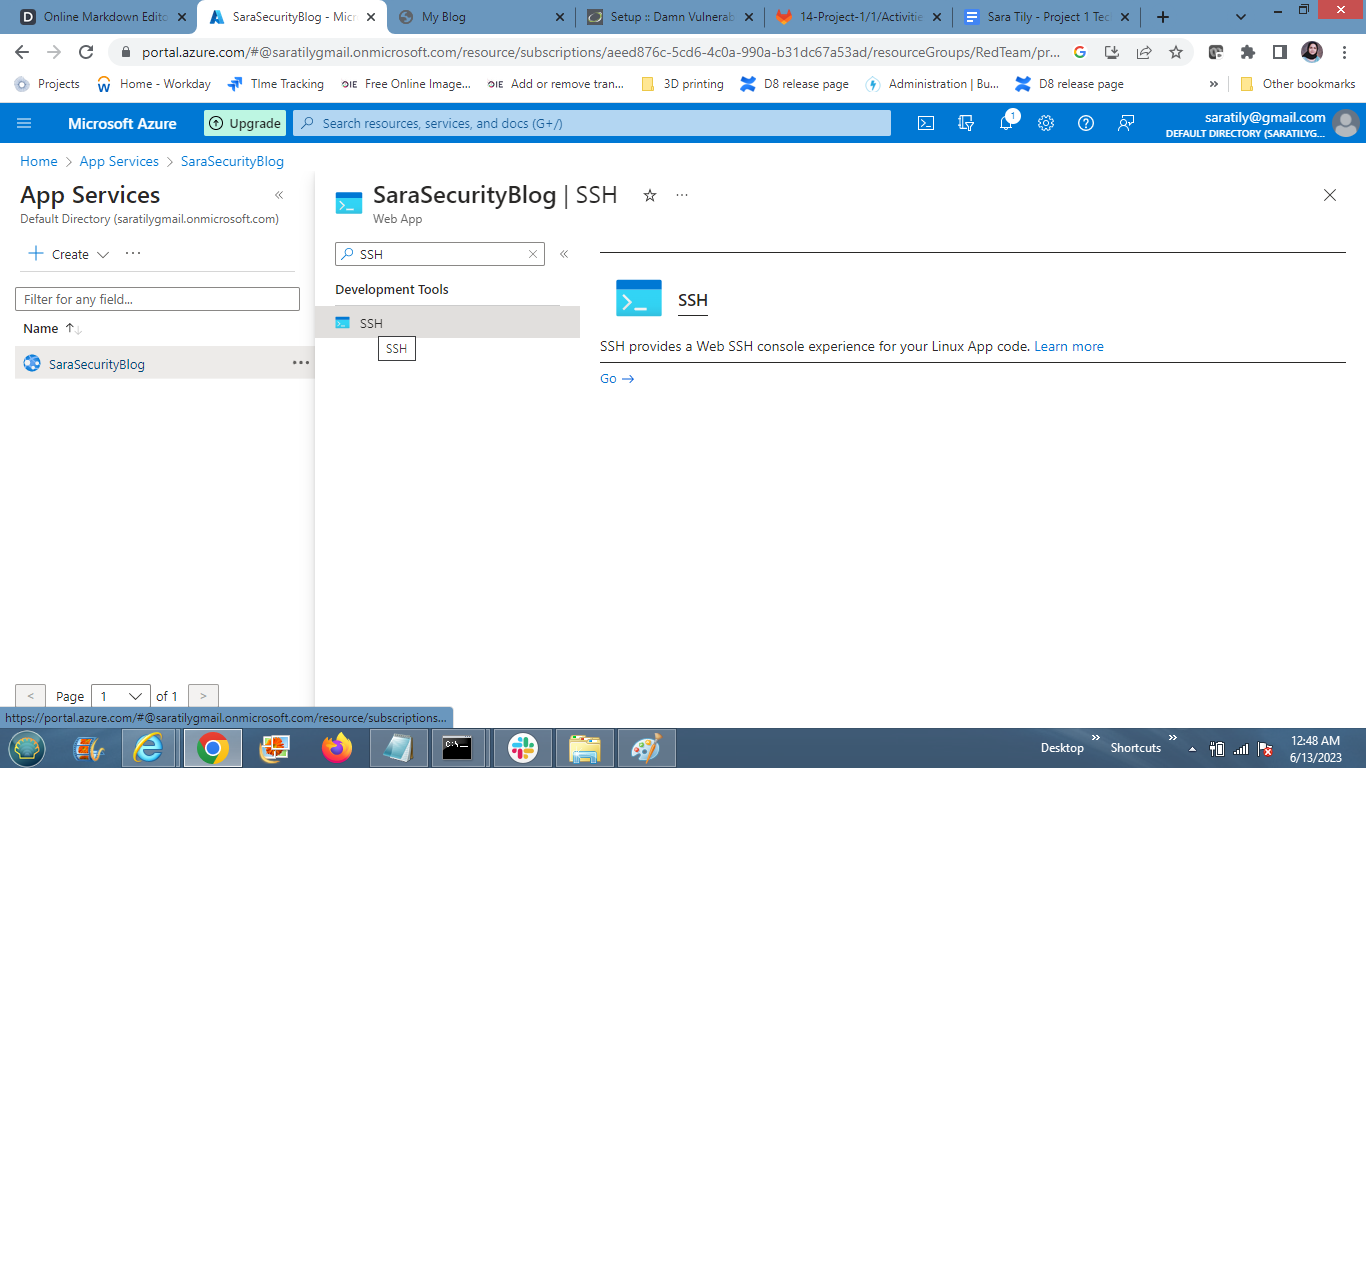 Online Markdown Edito
SaraSecurityBlog - Micr
My Blog
Setup :: Damn Vulnerab
14-Project-1/1/Activitie
Sara Tily - Project 1 Tec
portal.azure.com/#@saratilygmail.onmicrosoft.com/resource/subscriptions/aeed876c-5cd6-4c0a-990a-b31dc67a53ad/resourceGroups/RedTeam/pr...
Projects
Home - Workday
TIme Tracking
OIE Free Online Image...
OIE Add or remove tran...
3D printing
D8 release page
Administration | Bu...
D8 release page
»
Other bookmarks
Microsoft Azure
Upgrade
Search resources, services, and docs (G+/)
1
saratily@gmail.com
DEFAULT DIRECTORY (SARATILYG...
Home > App Services > SaraSecurityBlog
App Services
«
Default Directory (saratilygmail.onmicrosoft.com)
+ Create
...
Filter for any field...
Name ↑↓
SaraSecurityBlog
...
< Page 1 of 1 >
SaraSecurityBlog | SSH
...
Web App
SSH
«
Development Tools
SSH
SSH
SSH
SSH provides a Web SSH console experience for your Linux App code. Learn more
Go →
https://portal.azure.com/#@saratilygmail.onmicrosoft.com/resource/subscriptions...
Desktop »
Shortcuts »
12:48 AM
6/13/2023